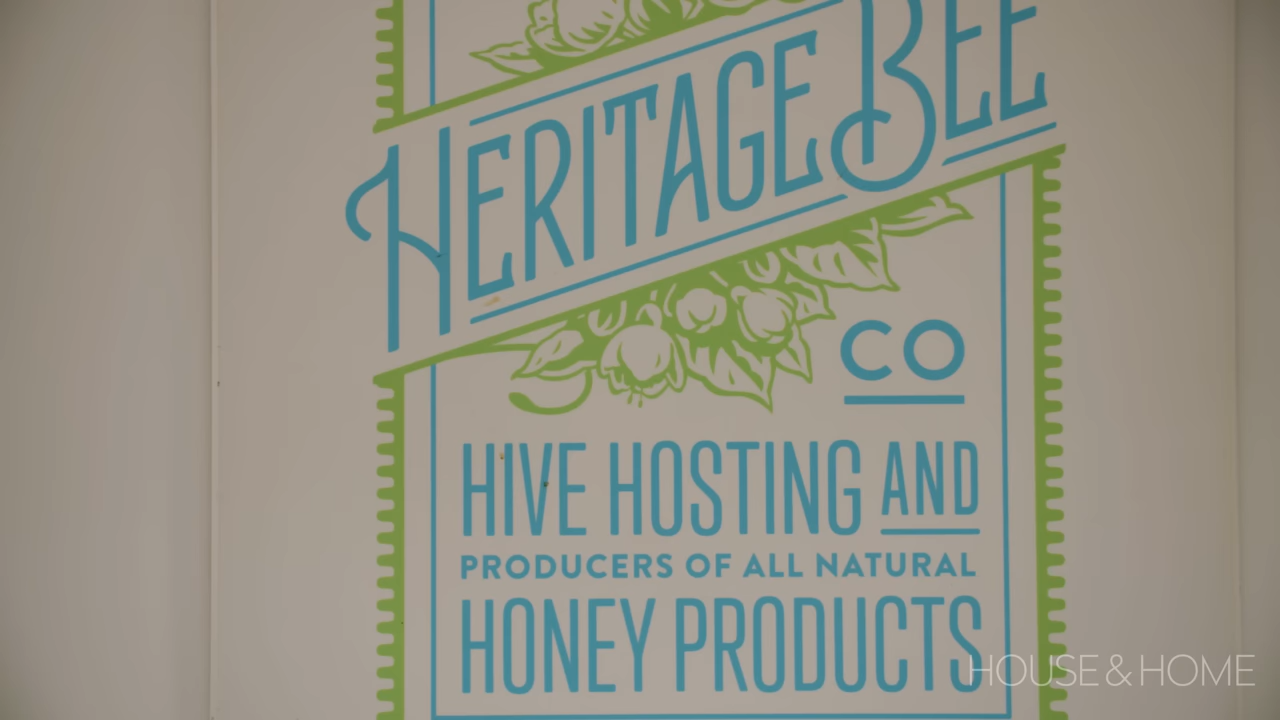 HERITAGE BEE
CO
HIVE HOSTING AND
PRODUCERS OF ALL NATURAL
HONEY PRODUCTS
HOUSE & HOME